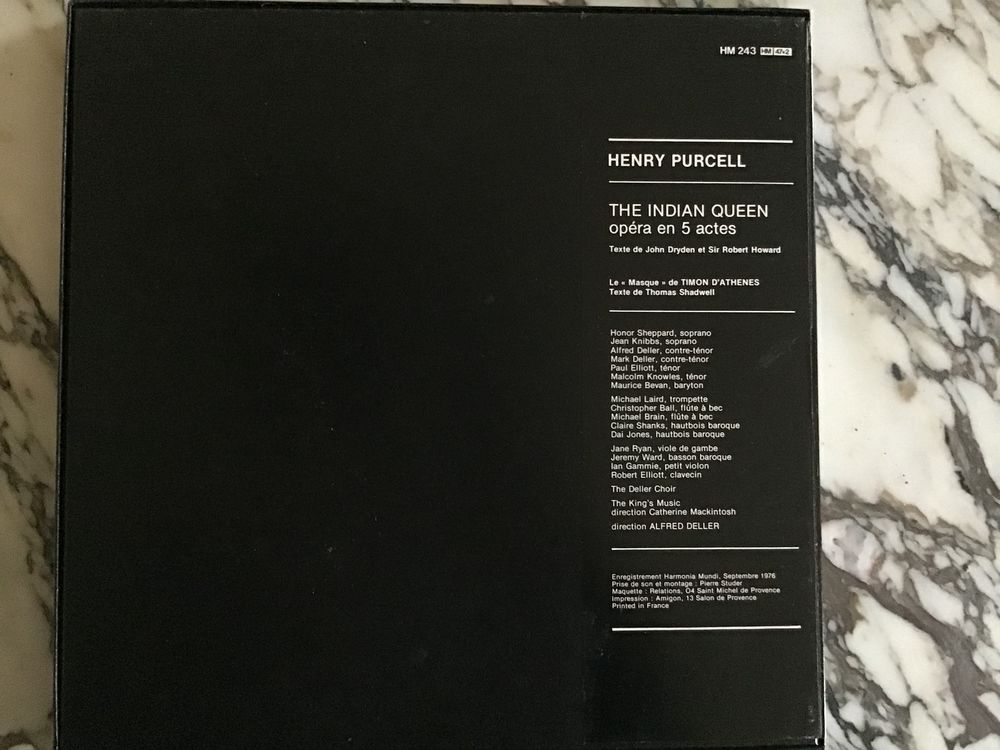 HM 243 HM 47•2
HENRY PURCELL
THE INDIAN QUEEN
opéra en 5 actes
Texte de John Dryden et Sir Robert Howard
Le « Masque » de TIMON D'ATHENES
Texte de Thomas Shadwell
Honor Sheppard, soprano
Jean Knibbs, soprano
Alfred Deller, contre-ténor
Mark Deller, contre-ténor
Paul Elliott, ténor
Malcolm Knowles, ténor
Maurice Bevan, baryton
Michael Laird, trompette
Christopher Ball, flûte à bec
Michael Brain, flûte à bec
Claire Shanks, hautbois baroque
Dai Jones, hautbois baroque
Jane Ryan, viole de gambe
Jeremy Ward, basson baroque
Ian Gammie, petit violon
Robert Elliott, clavecin
The Deller Choir
The King's Music
direction Catherine Mackintosh
direction ALFRED DELLER
Enregistrement Harmonia Mundi, Septembre 1976
Prise de son et montage : Pierre Studer
Maquette : Relations, 04 Saint Michel de Provence
Impression : Amigon, 13 Salon de Provence
Printed in France